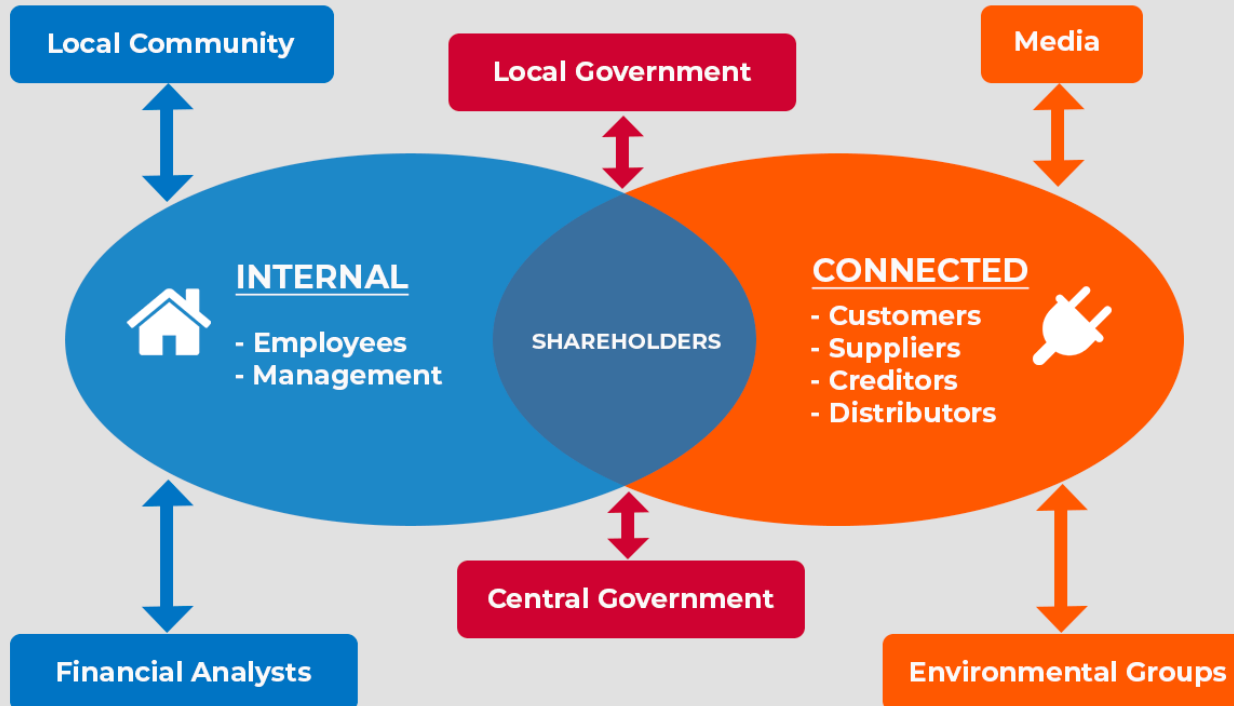 Local Community
Local Government
Media
INTERNAL
- Employees
- Management
SHAREHOLDERS
CONNECTED
- Customers
- Suppliers
- Creditors
- Distributors
Central Government
Financial Analysts
Environmental Groups